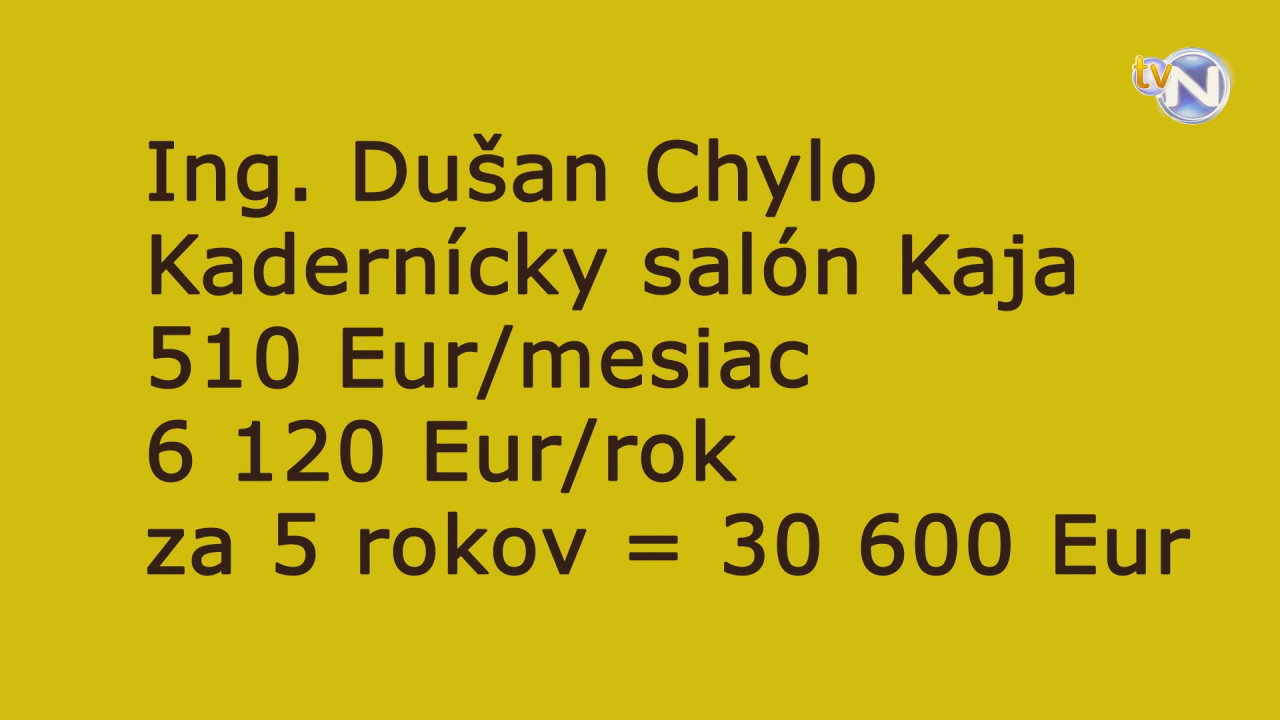 tvN
Ing. Dušan Chylo
Kadernícky salón Kaja
510 Eur/mesiac
6 120 Eur/rok
za 5 rokov = 30 600 Eur